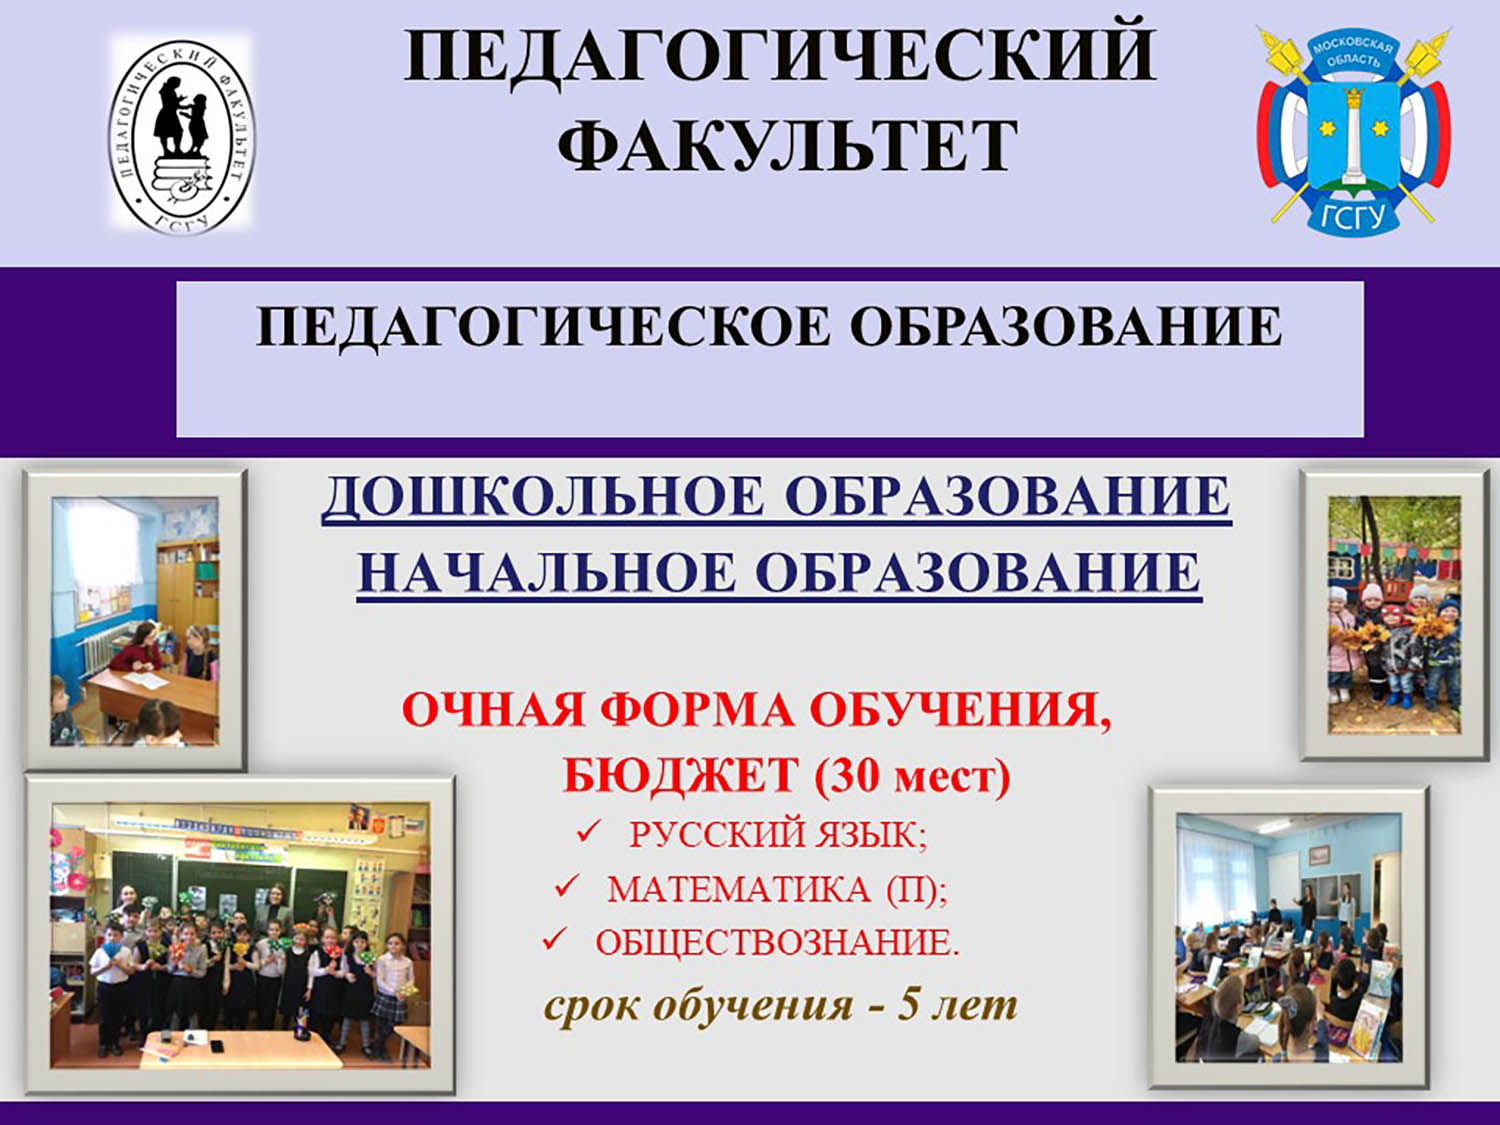 ПЕДАГОГИЧЕСКИЙ
ФАКУЛЬТЕТ
ПЕДАГОГИЧЕСКИЙ ФАКУЛЬТЕТ
ГСГУ
МОСКОВСКАЯ
ОБЛАСТЬ
ГСГУ
ПЕДАГОГИЧЕСКОЕ ОБРАЗОВАНИЕ
ДОШКОЛЬНОЕ ОБРАЗОВАНИЕ
НАЧАЛЬНОЕ ОБРАЗОВАНИЕ
ОЧНАЯ ФОРМА ОБУЧЕНИЯ,
БЮДЖЕТ (30 мест)
✓ РУССКИЙ ЯЗЫК;
✓ МАТЕМАТИКА (П);
✓ ОБЩЕСТВОЗНАНИЕ.
срок обучения - 5 лет